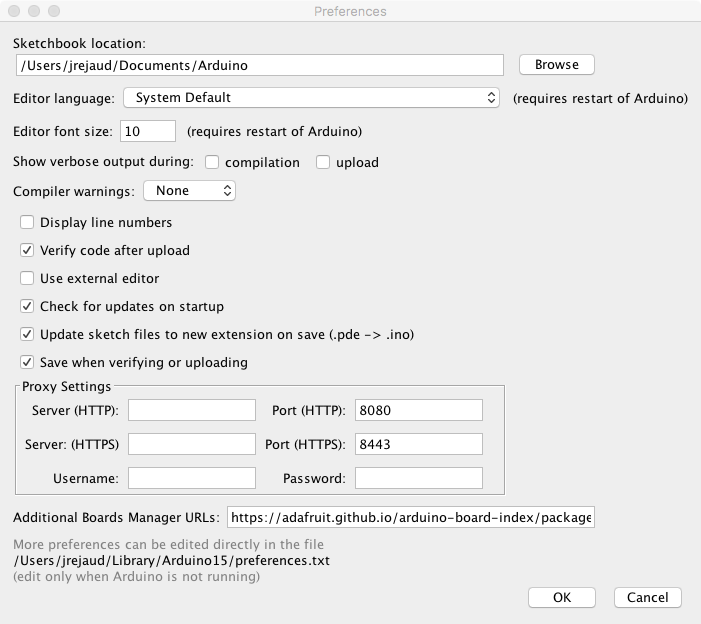 Preferences
Sketchbook location:
/Users/jrejaud/Documents/Arduino Browse
Editor language: System Default (requires restart of Arduino)
Editor font size: 10 (requires restart of Arduino)
Show verbose output during: compilation upload
Compiler warnings: None
Display line numbers
Verify code after upload
Use external editor
Check for updates on startup
Update sketch files to new extension on save (.pde -> .ino)
Save when verifying or uploading
Proxy Settings
Server (HTTP): Port (HTTP): 8080
Server: (HTTPS) Port (HTTPS): 8443
Username: Password:
Additional Boards Manager URLs: https://adafruit.github.io/arduino-board-index/package
More preferences can be edited directly in the file
/Users/jrejaud/Library/Arduino15/preferences.txt
(edit only when Arduino is not running)
OK Cancel